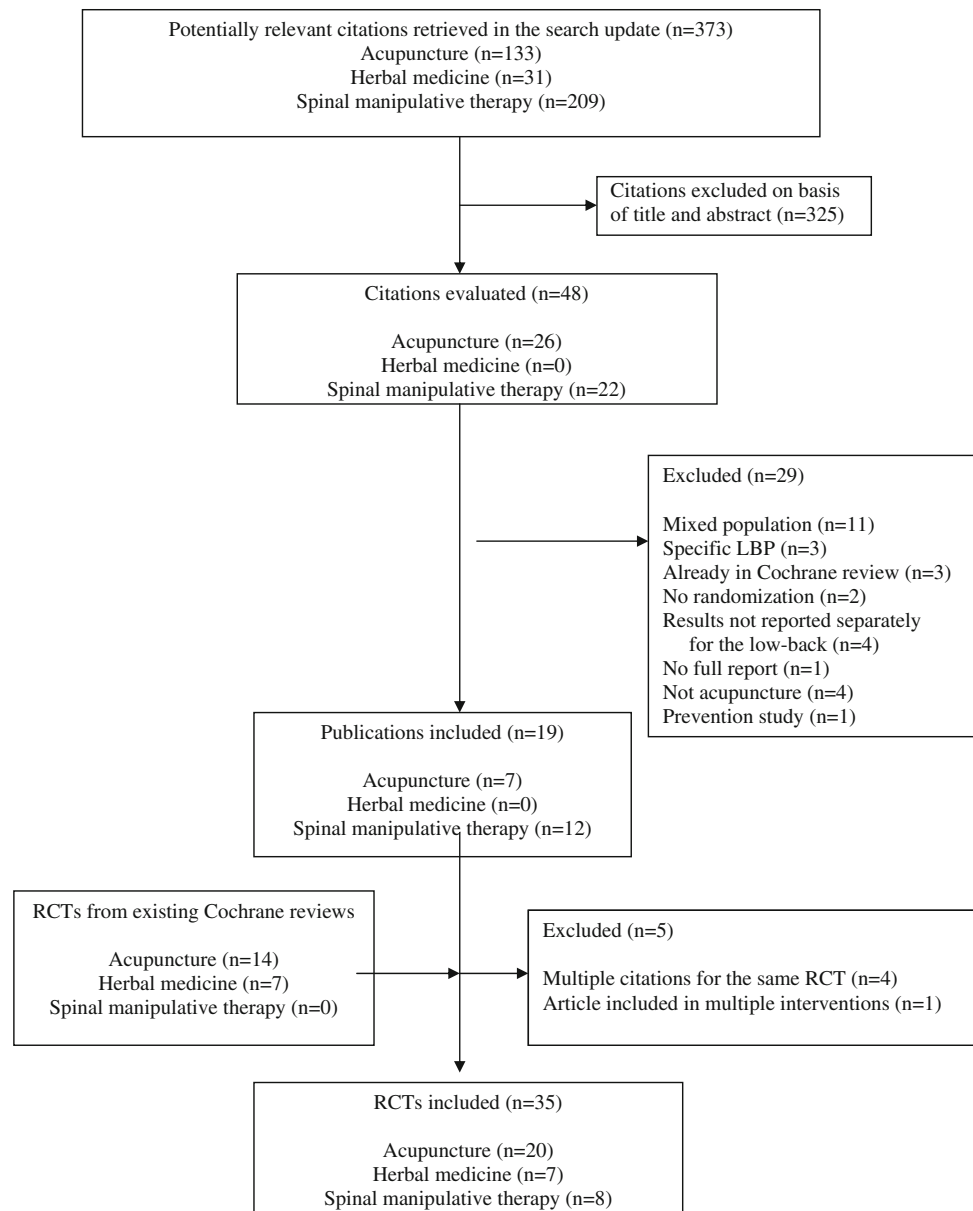 Potentially relevant citations retrieved in the search update (n=373)
Acupuncture (n=133)
Herbal medicine (n=31)
Spinal manipulative therapy (n=209)
Citations excluded on basis
of title and abstract (n=325)
Citations evaluated (n=48)
Acupuncture (n=26)
Herbal medicine (n=0)
Spinal manipulative therapy (n=22)
Excluded (n=29)
Mixed population (n=11)
Specific LBP (n=3)
Already in Cochrane review (n=3)
No randomization (n=2)
Results not reported separately
for the low-back (n=4)
No full report (n=1)
Not acupuncture (n=4)
Prevention study (n=1)
Publications included (n=19)
Acupuncture (n=7)
Herbal medicine (n=0)
Spinal manipulative therapy (n=12)
RCTs from existing Cochrane reviews
Acupuncture (n=14)
Herbal medicine (n=7)
Spinal manipulative therapy (n=0)
Excluded (n=5)
Multiple citations for the same RCT (n=4)
Article included in multiple interventions (n=1)
RCTs included (n=35)
Acupuncture (n=20)
Herbal medicine (n=7)
Spinal manipulative therapy (n=8)